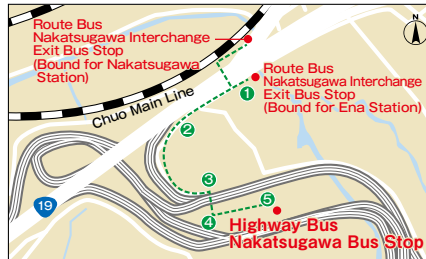 Route Bus
Nakatsugawa Interchange
Exit Bus Stop
(Bound for Nakatsugawa
Station)
N
Route Bus
Nakatsugawa Interchange
Exit Bus Stop
(Bound for Ena Station)
Chuo Main Line
1
2
3
4
5
19
Highway Bus
Nakatsugawa Bus Stop